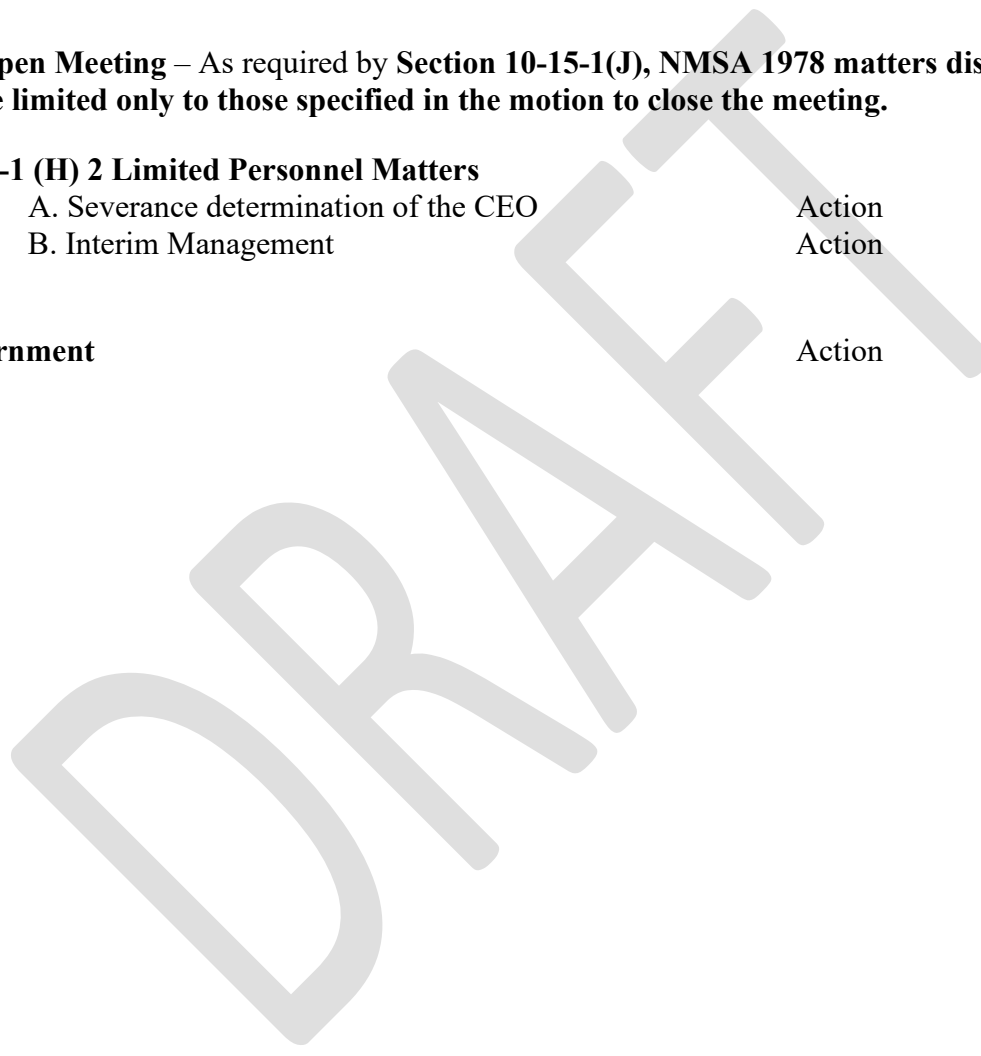 pen Meeting – As required by Section 10-15-1(J), NMSA 1978 matters dis
e limited only to those specified in the motion to close the meeting.
-1 (H) 2 Limited Personnel Matters
A. Severance determination of the CEO Action
B. Interim Management Action
rnment Action
DRAFT